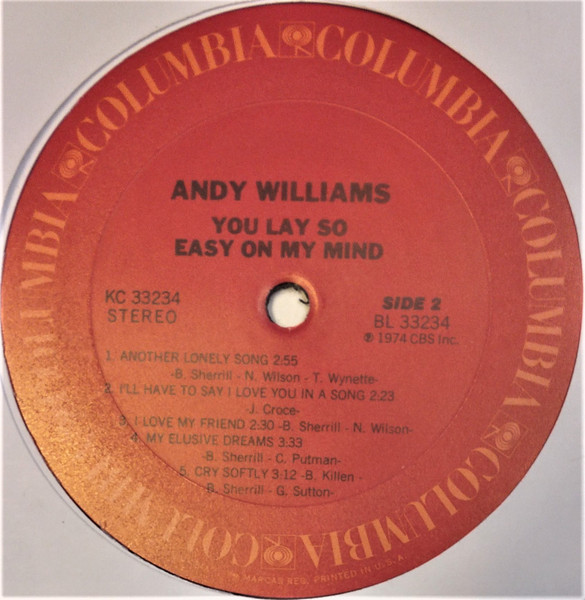 COLUMBIA COLUMBIA COLUMBIA COLUMBIA COLUMBIA COLUMBIA
ANDY WILLIAMS
YOU LAY SO
EASY ON MY MIND
KC 33234
STEREO
SIDE 2
BL 33234
℗ 1974 CBS Inc.
1. ANOTHER LONELY SONG 2:55
-B. Sherrill - N. Wilson - T. Wynette-
2. I'LL HAVE TO SAY I LOVE YOU IN A SONG 2:23
-J. Croce-
3. I LOVE MY FRIEND 2:30 -B. Sherrill - N. Wilson-
4. MY ELUSIVE DREAMS 3:33
-B. Sherrill - C. Putman-
5. CRY SOFTLY 3:12 -B. Killen -
B. Sherrill - G. Sutton-
MARCAS REG. PRINTED IN U.S.A.